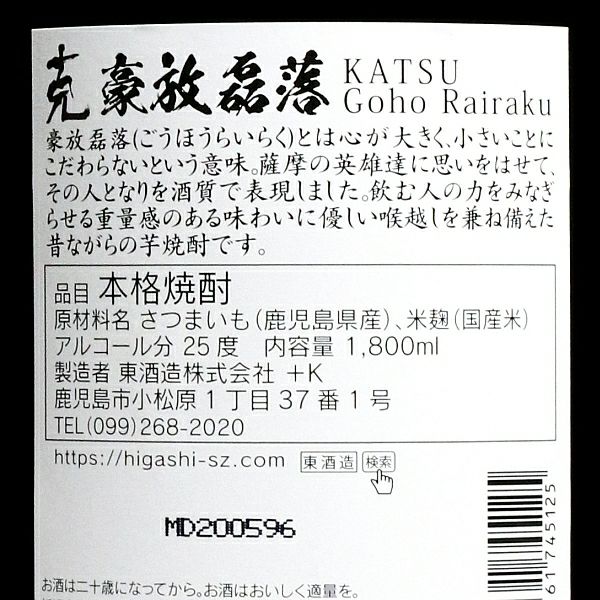 克 豪放磊落 KATSU
Goho Rairaku
豪放磊落(ごうほうらいらく)とは心が大きく、小さいことに
こだわらないという意味。薩摩の英雄達に思いをはせて、
その人となりを酒質で表現しました。飲む人の力をみなぎ
らせる重量感のある味わいに優しい喉越しを兼ね備えた
昔ながらの芋焼酎です。
品目 本格焼酎
原材料名 さつまいも(鹿児島県産)、米麹(国産米)
アルコール分 25度 内容量 1,800ml
製造者 東酒造株式会社 +K
鹿児島市小松原1丁目37番1号
TEL(099)268-2020
https://higashi-sz.com 東酒造 検索
MD200596
61745125
お酒は二十歳になってから。お酒はおいしく適量を。